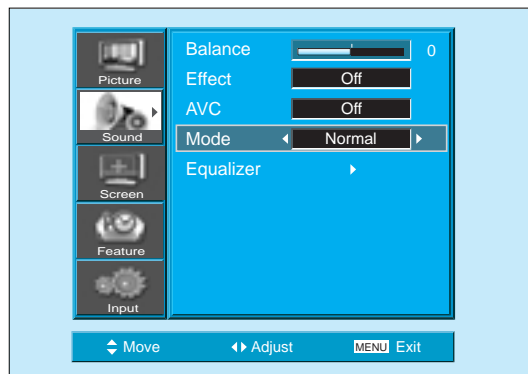 Picture
Sound
Screen
Feature
Input
Balance 0
Effect Off
AVC Off
Mode Normal
Equalizer
Move Adjust MENU Exit